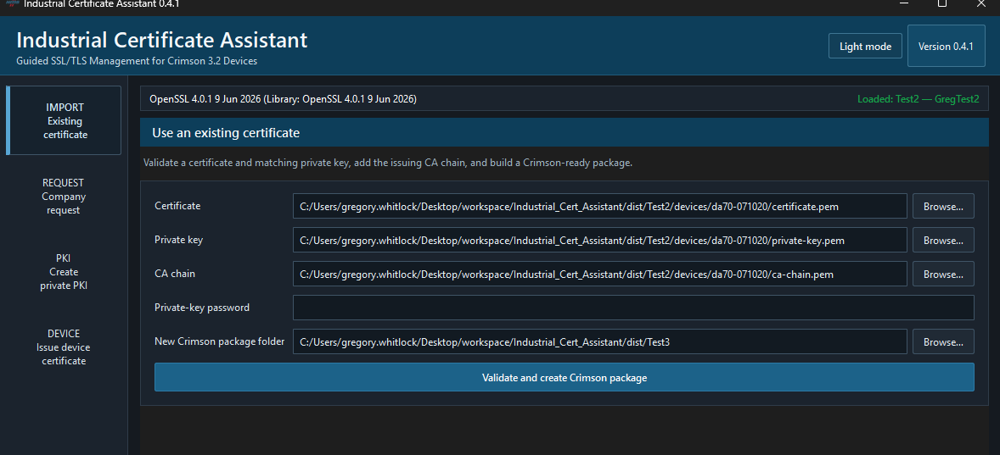 Industrial Certificate Assistant 0.4.1
Industrial Certificate Assistant
Guided SSL/TLS Management for Crimson 3.2 Devices
Light mode
Version 0.4.1
IMPORT
Existing
certificate
REQUEST
Company
request
PKI
Create
private PKI
DEVICE
Issue device
certificate
OpenSSL 4.0.1 9 Jun 2026 (Library: OpenSSL 4.0.1 9 Jun 2026)
Loaded: Test2 — GregTest2
Use an existing certificate
Validate a certificate and matching private key, add the issuing CA chain, and build a Crimson-ready package.
Certificate
C:/Users/gregory.whitlock/Desktop/workspace/Industrial_Cert_Assistant/dist/Test2/devices/da70-071020/certificate.pem
Browse...
Private key
C:/Users/gregory.whitlock/Desktop/workspace/Industrial_Cert_Assistant/dist/Test2/devices/da70-071020/private-key.pem
Browse...
CA chain
C:/Users/gregory.whitlock/Desktop/workspace/Industrial_Cert_Assistant/dist/Test2/devices/da70-071020/ca-chain.pem
Browse...
Private-key password
New Crimson package folder
C:/Users/gregory.whitlock/Desktop/workspace/Industrial_Cert_Assistant/dist/Test3
Browse...
Validate and create Crimson package